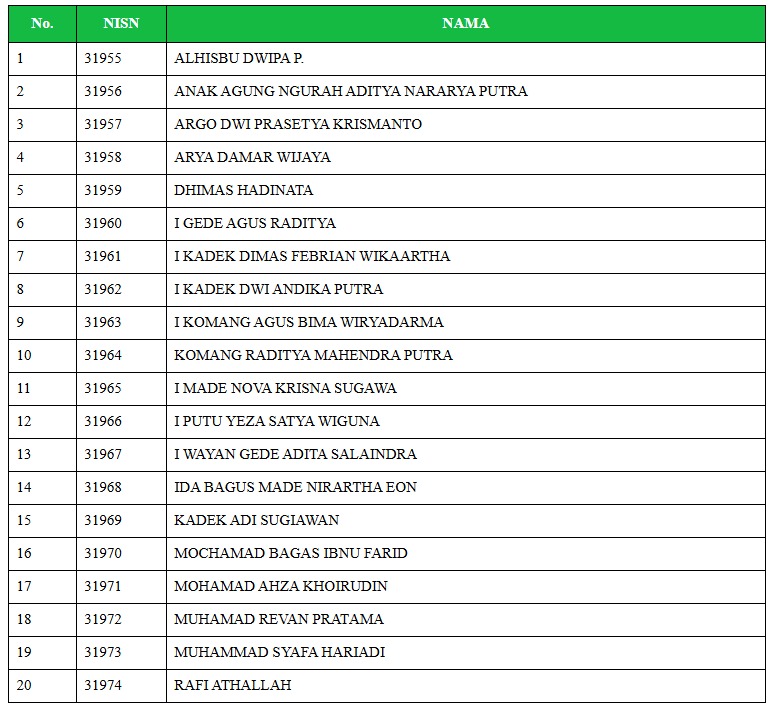 No. NISN NAMA
1 31955 ALHISBU DWIPA P.
2 31956 ANAK AGUNG NGURAH ADITYA NARARYA PUTRA
3 31957 ARGO DWI PRASETYA KRISMANTO
4 31958 ARYA DAMAR WIJAYA
5 31959 DHIMAS HADINATA
6 31960 I GEDE AGUS RADITYA
7 31961 I KADEK DIMAS FEBRIAN WIKAARTHA
8 31962 I KADEK DWI ANDIKA PUTRA
9 31963 I KOMANG AGUS BIMA WIRYADARMA
10 31964 KOMANG RADITYA MAHENDRA PUTRA
11 31965 I MADE NOVA KRISNA SUGAWA
12 31966 I PUTU YEZA SATYA WIGUNA
13 31967 I WAYAN GEDE ADITA SALAINDRA
14 31968 IDA BAGUS MADE NIRARTHA EON
15 31969 KADEK ADI SUGIAWAN
16 31970 MOCHAMAD BAGAS IBNU FARID
17 31971 MOHAMAD AHZA KHOIRUDIN
18 31972 MUHAMAD REVAN PRATAMA
19 31973 MUHAMMAD SYAFA HARIADI
20 31974 RAFI ATHALLAH